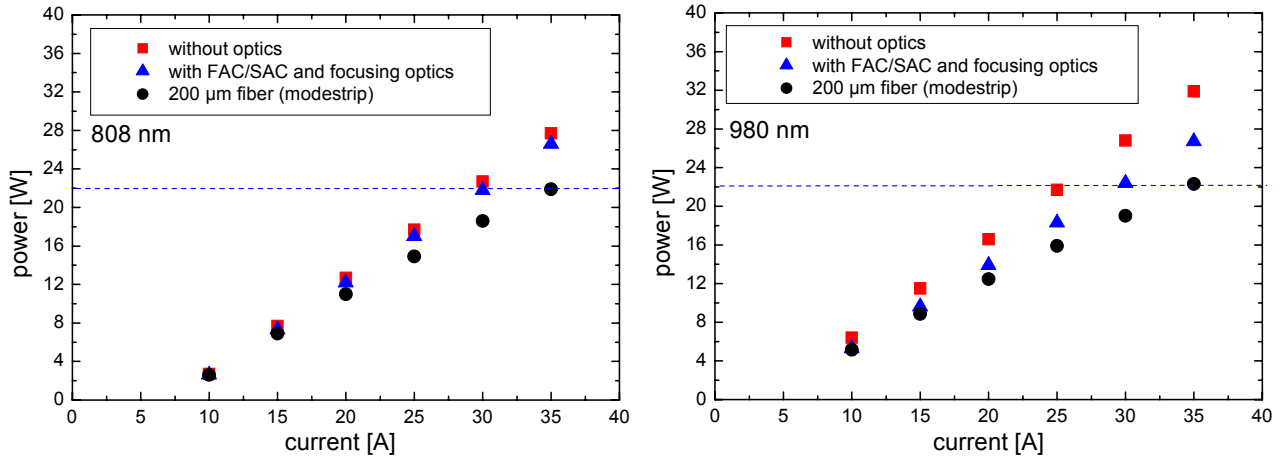 without optics
with FAC/SAC and focusing optics
200 µm fiber (modestrip)
808 nm
power [W]
40
36
32
28
24
20
16
12
8
4
0
0 5 10 15 20 25 30 35 40
current [A]
without optics
with FAC/SAC and focusing optics
200 µm fiber (modestrip)
980 nm
power [W]
40
36
32
28
24
20
16
12
8
4
0
0 5 10 15 20 25 30 35 40
current [A]